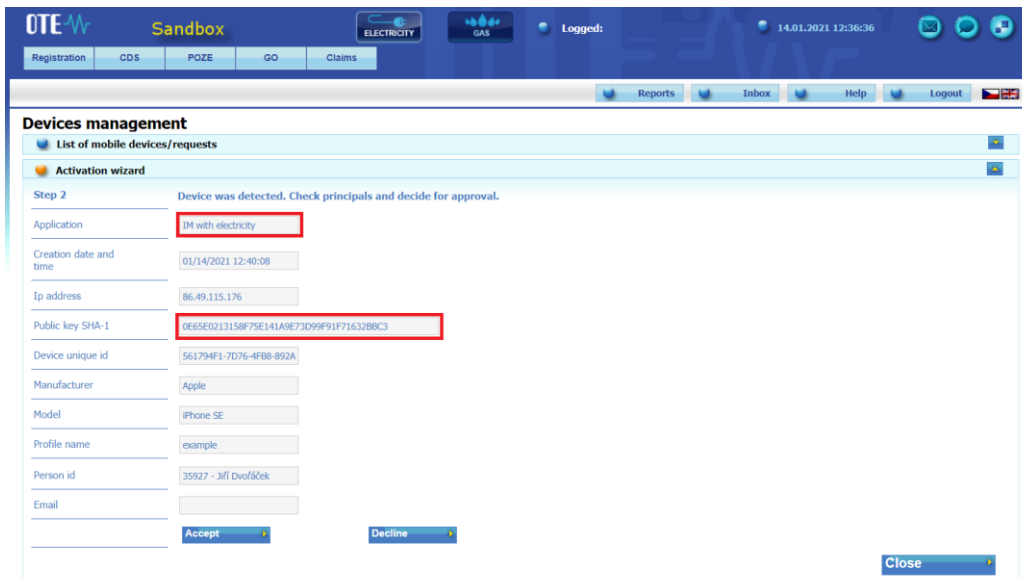 OTE
Sandbox
ELECTRICITY
GAS
Logged:
14.01.2021 12:36:36
Registration
CDS
POZE
GO
Claims
Reports
Inbox
Help
Logout
Devices management
List of mobile devices/requests
Activation wizard
Step 2
Device was detected. Check principals and decide for approval.
Application
IM with electricity
Creation date and
time
01/14/2021 12:40:08
Ip address
86.49.115.176
Public key SHA-1
0E65E0213158F75E141A9E73D99F91F71632BBC3
Device unique id
561794F1-7D76-4FB8-892A
Manufacturer
Apple
Model
iPhone SE
Profile name
example
Person id
35927 - Jiří Dvořáček
Email
Accept
Decline
Close